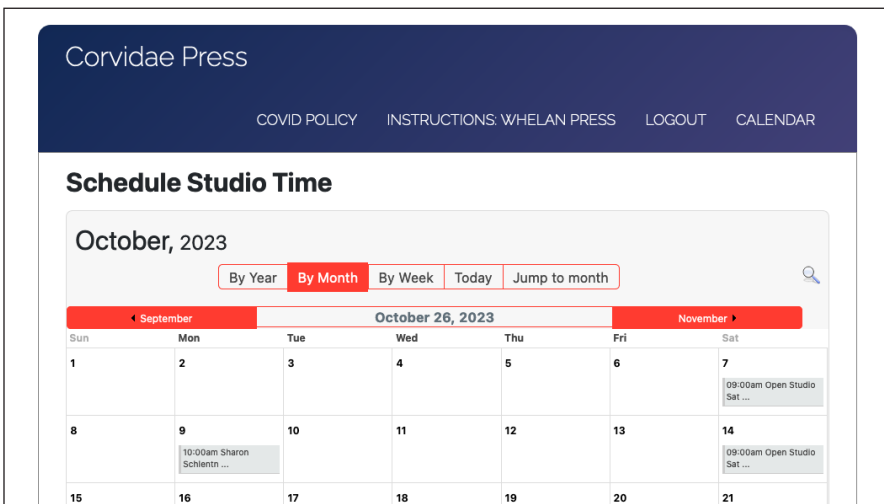 Corvidae Press
COVID POLICY INSTRUCTIONS: WHELAN PRESS LOGOUT CALENDAR
Schedule Studio Time
October, 2023
By Year By Month By Week Today Jump to month
September October 26, 2023 November
Sun Mon Tue Wed Thu Fri Sat
1 2 3 4 5 6 7
09:00am Open Studio
Sat ...
8 9 10 11 12 13 14
10:00am Sharon
Schlentn ...
09:00am Open Studio
Sat ...
15 16 17 18 19 20 21